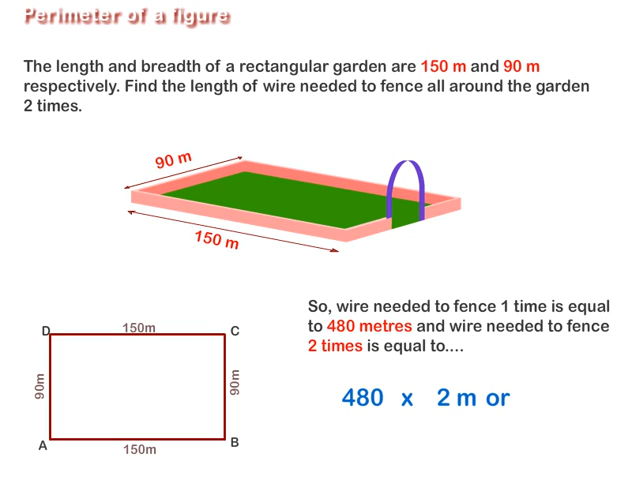 Perimeter of a figure
The length and breadth of a rectangular garden are 150 m and 90 m
respectively. Find the length of wire needed to fence all around the garden
2 times.
90 m
150 m
So, wire needed to fence 1 time is equal
to 480 metres and wire needed to fence
2 times is equal to....
480 x 2 m or
D 150m C
90m 90m
A 150m B